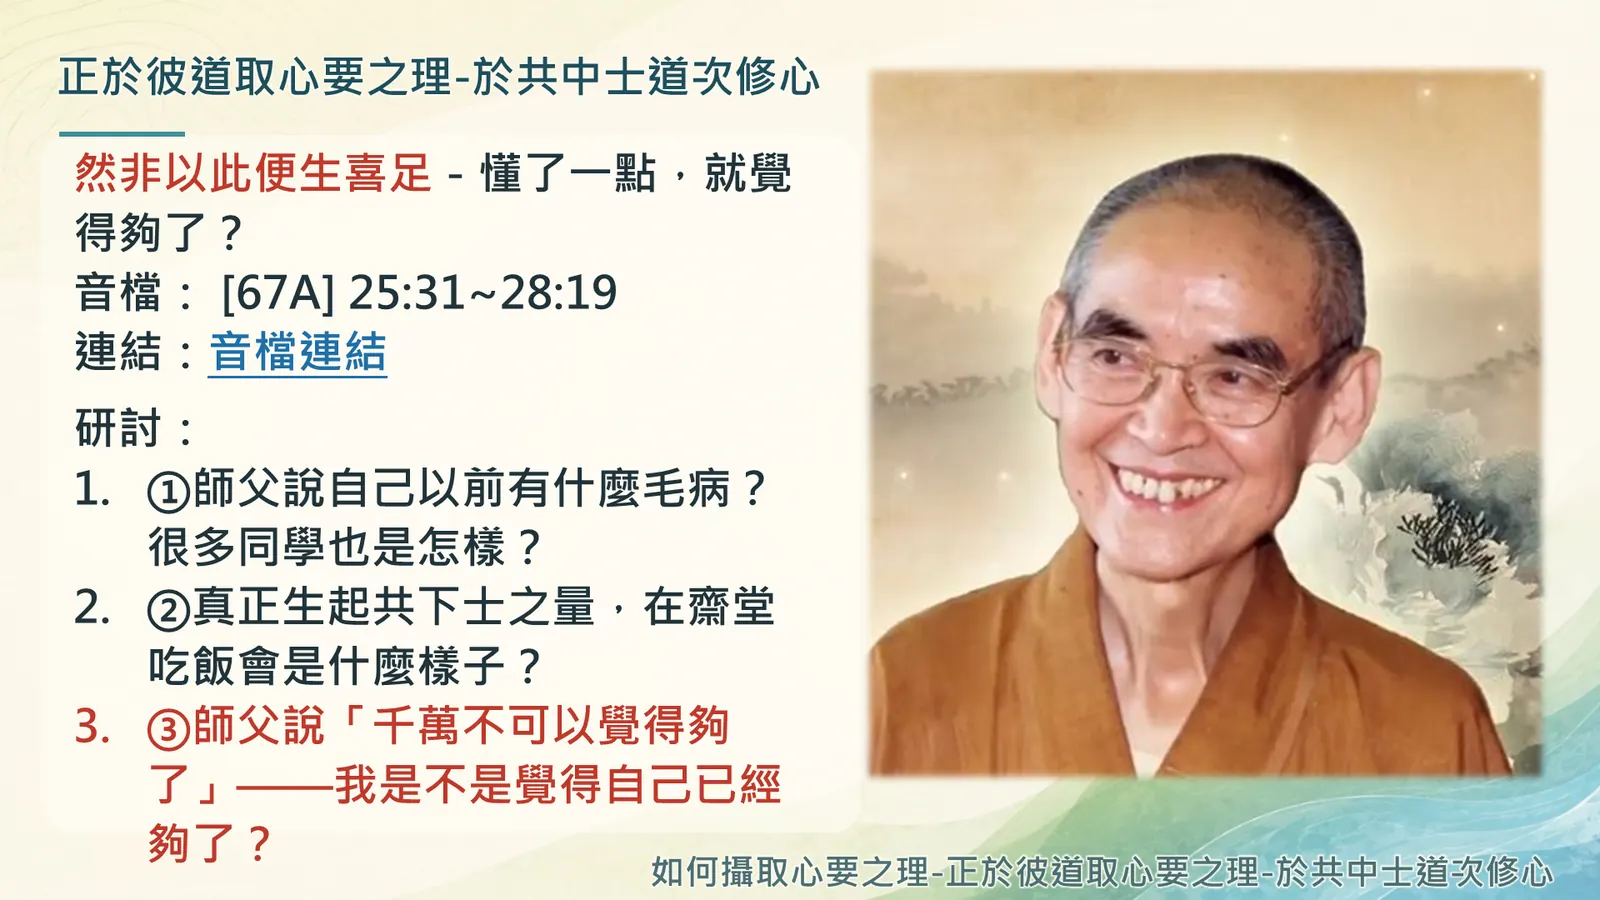 正於彼道取心要之理-於共中士道次修心
然非以此便生喜足 - 懂了一點，就覺
得夠了？
音檔： [67A] 25:31~28:19
連結：音檔連結
研討：
1. ①師父說自己以前有什麼毛病？
很多同學也是怎樣？
2. ②真正生起共下士之量，在齋堂
吃飯會是什麼樣子？
3. ③師父說「千萬不可以覺得夠
了」——我是不是覺得自己已經
夠了？
如何攝取心要之理-正於彼道取心要之理-於共中士道次修心